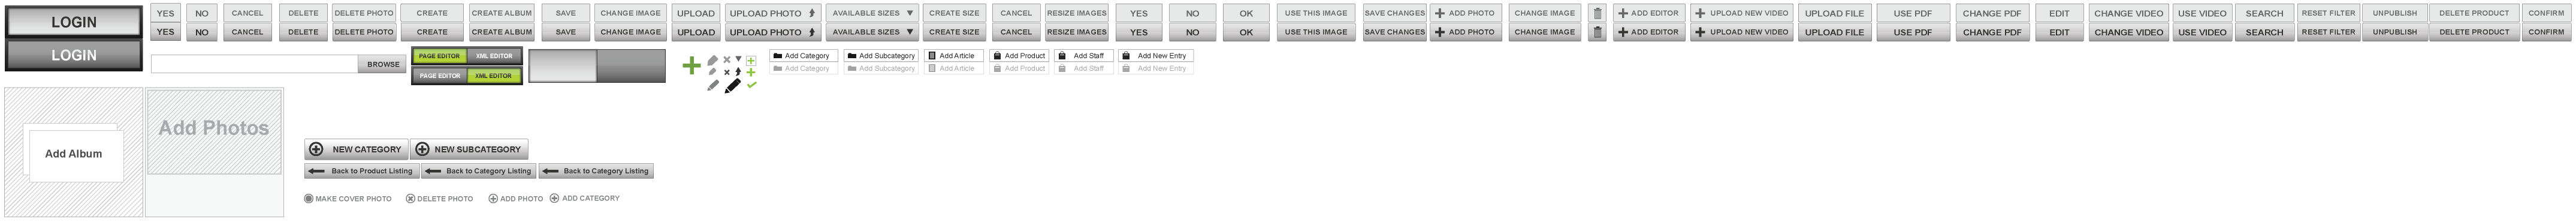 LOGIN
LOGIN
YES NO CANCEL DELETE DELETE PHOTO CREATE CREATE ALBUM SAVE CHANGE IMAGE UPLOAD UPLOAD PHOTO AVAILABLE SIZES CREATE SIZE CANCEL RESIZE IMAGES YES NO OK USE THIS IMAGE SAVE CHANGES ADD PHOTO CHANGE IMAGE ADD EDITOR UPLOAD NEW VIDEO UPLOAD FILE USE PDF CHANGE PDF EDIT CHANGE VIDEO USE VIDEO SEARCH RESET FILTER UNPUBLISH DELETE PRODUCT CONFIRM
YES NO CANCEL DELETE DELETE PHOTO CREATE CREATE ALBUM SAVE CHANGE IMAGE UPLOAD UPLOAD PHOTO AVAILABLE SIZES CREATE SIZE CANCEL RESIZE IMAGES YES NO OK USE THIS IMAGE SAVE CHANGES ADD PHOTO CHANGE IMAGE ADD EDITOR UPLOAD NEW VIDEO UPLOAD FILE USE PDF CHANGE PDF EDIT CHANGE VIDEO USE VIDEO SEARCH RESET FILTER UNPUBLISH DELETE PRODUCT CONFIRM
BROWSE
PAGE EDITOR XML EDITOR
PAGE EDITOR XML EDITOR
Add Category Add Subcategory Add Article Add Product Add Staff Add New Entry
Add Category Add Subcategory Add Article Add Product Add Staff Add New Entry
Add Album
Add Photos
NEW CATEGORY NEW SUBCATEGORY
Back to Product Listing Back to Category Listing Back to Category Listing
MAKE COVER PHOTO DELETE PHOTO ADD PHOTO ADD CATEGORY